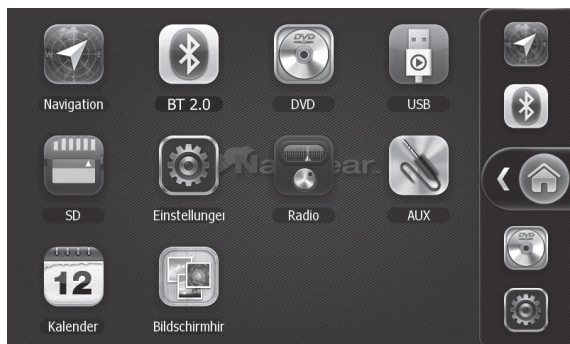 Navigation BT 2.0 DVD USB
SD Einstellunger Radio AUX
12
Kalender Bildschirmhir